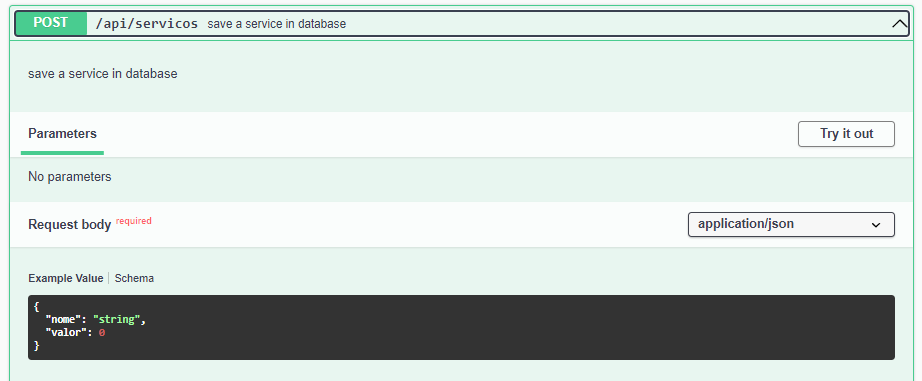 POST /api/servicos save a service in database
save a service in database
Parameters Try it out
No parameters
Request body required application/json
Example Value Schema
{
"nome": "string",
"valor": 0
}